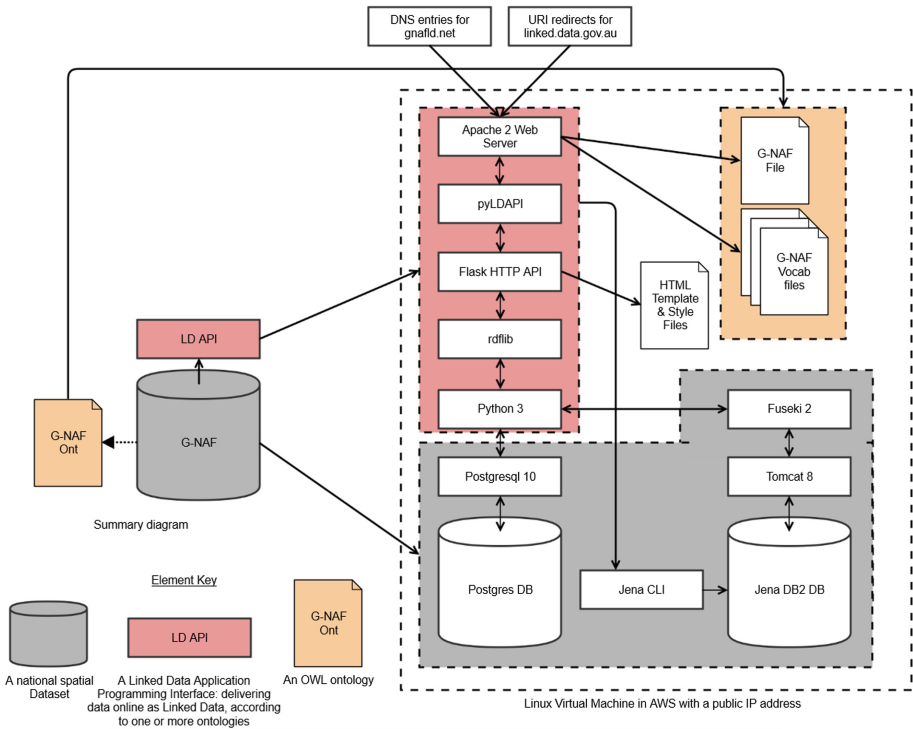 DNS entries for
gnafld.net
URI redirects for
linked.data.gov.au
Apache 2 Web
Server
G-NAF
File
pyLDAPI
Flask HTTP API
G-NAF
Vocab
files
HTML
Template
& Style
Files
LD API
rdflib
G-NAF
Ont
G-NAF
Python 3
Fuseki 2
Postgresql 10
Tomcat 8
Summary diagram
Postgres DB
Jena CLI
Jena DB2 DB
Element Key
LD API
G-NAF
Ont
A national spatial
Dataset
A Linked Data Application
Programming Interface: delivering
data online as Linked Data, according
to one or more ontologies
An OWL ontology
Linux Virtual Machine in AWS with a public IP address